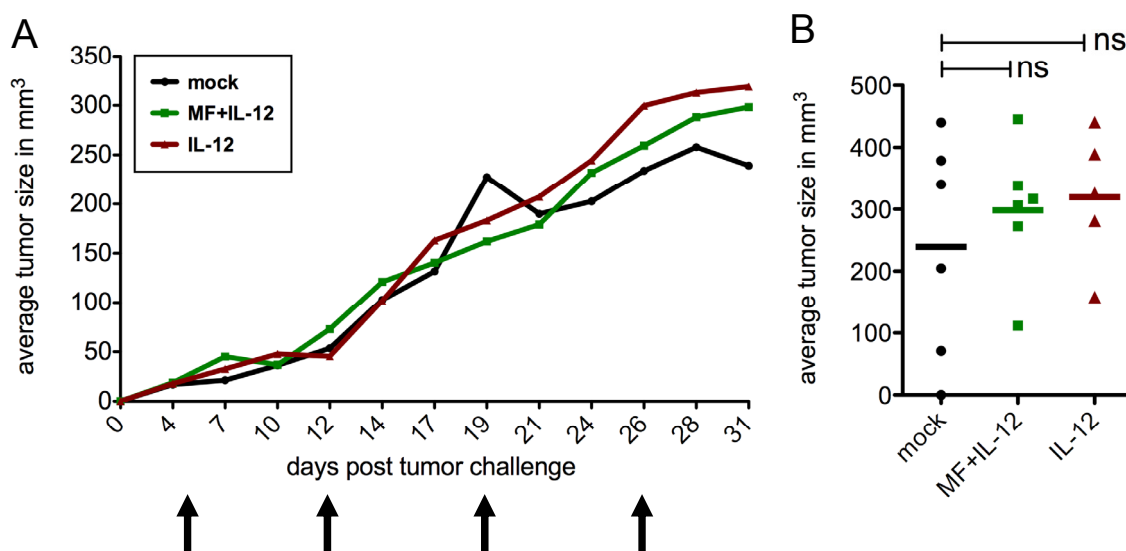 A
average tumor size in mm³
350
300
250
200
150
100
50
0
mock
MF+IL-12
IL-12
0 4 7 10 12 14 17 19 21 24 26 28 31
days post tumor challenge
B
ns
ns
average tumor size in mm³
500
400
300
200
100
0
mock MF+IL-12 IL-12